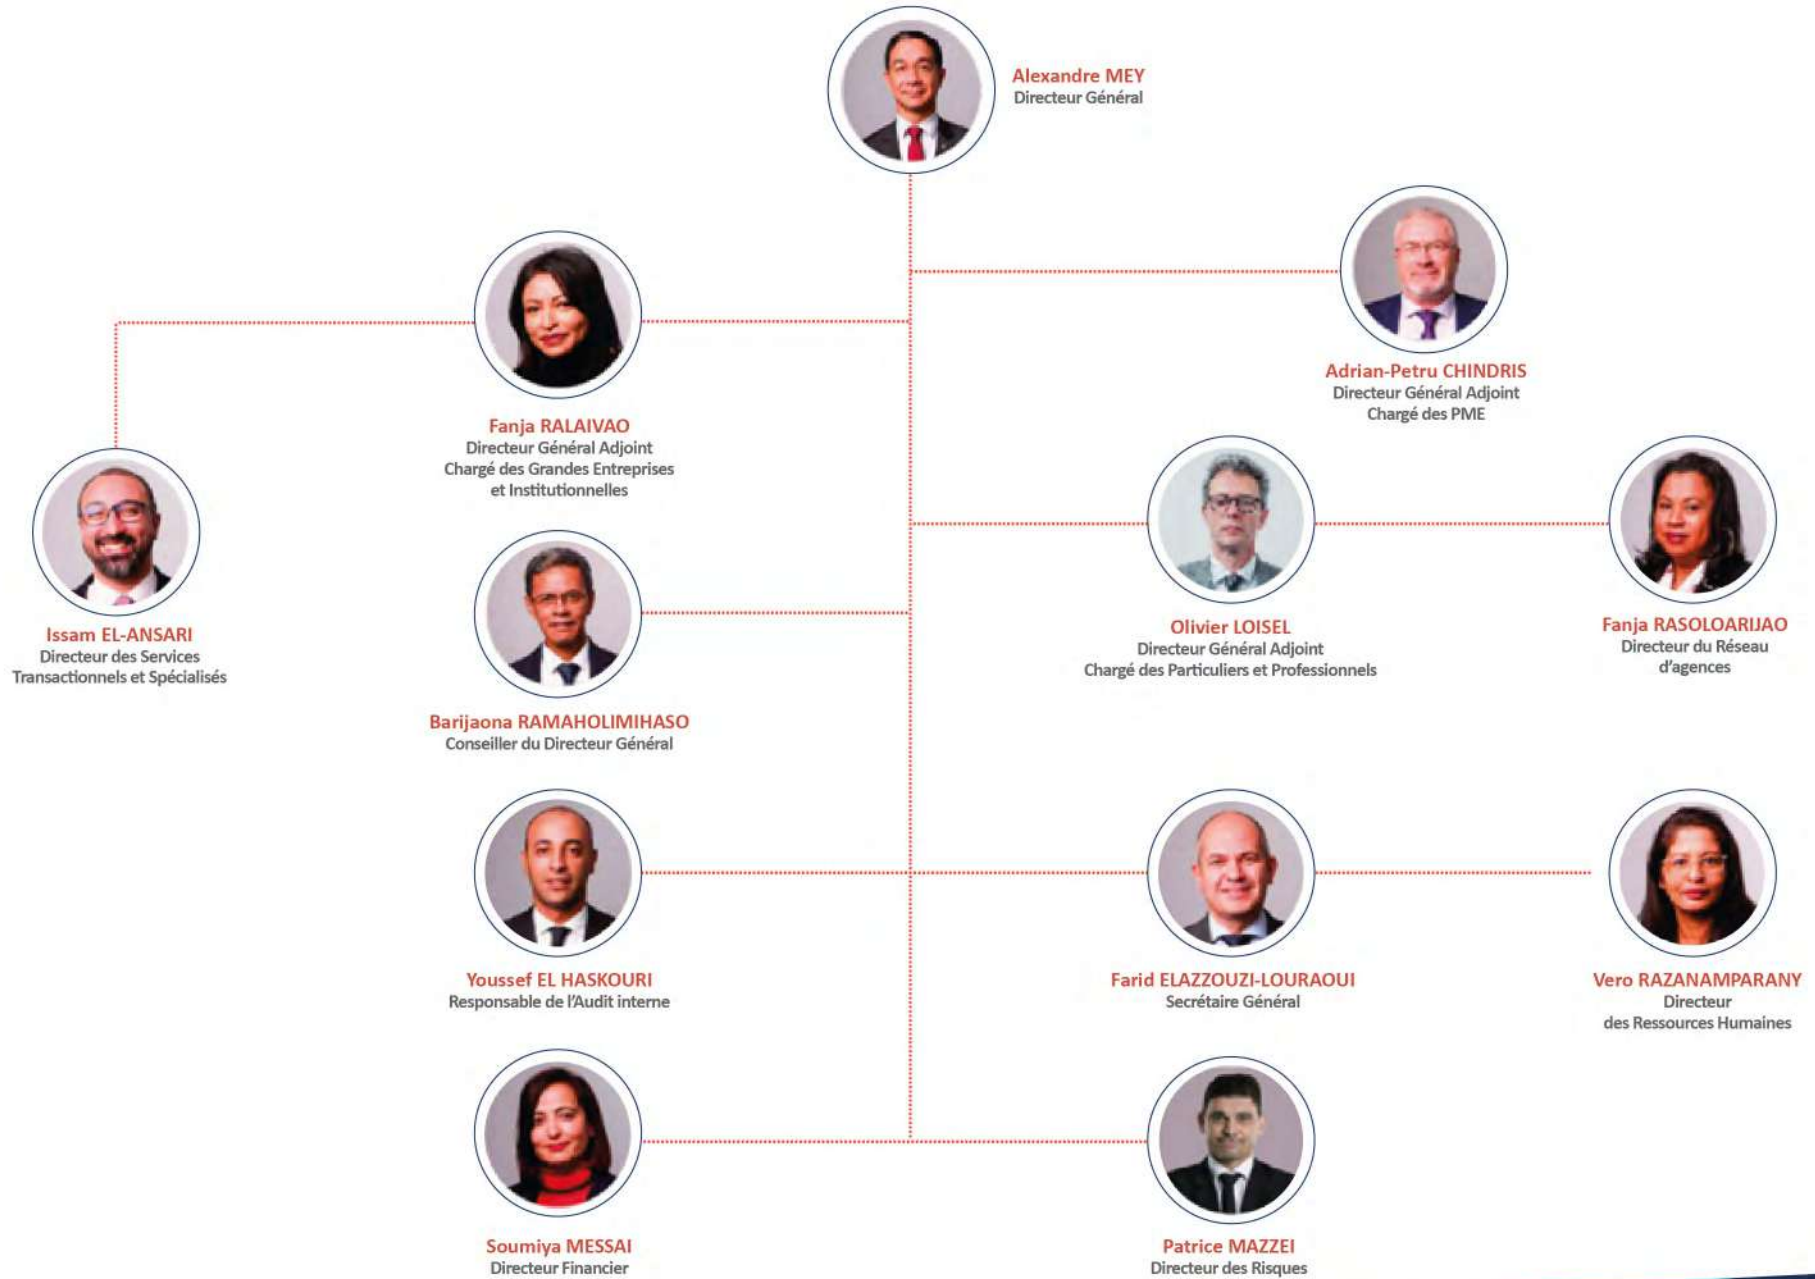 Alexandre MEY
Directeur Général
Adrian-Petru CHINDRIS
Directeur Général Adjoint
Chargé des PME
Fanja RALAIVAO
Directeur Général Adjoint
Chargé des Grandes Entreprises
et Institutionnelles
Issam EL-ANSARI
Directeur des Services
Transactionnels et Spécialisés
Olivier LOISEL
Directeur Général Adjoint
Chargé des Particuliers et Professionnels
Fanja RASOLOARIJAO
Directeur du Réseau
d'agences
Barijaona RAMAHOLIMIHASO
Conseiller du Directeur Général
Youssef EL HASKOURI
Responsable de l'Audit interne
Farid ELAZZOUZI-LOURAOUI
Secrétaire Général
Vero RAZANAMPARANY
Directeur
des Ressources Humaines
Soumiya MESSAI
Directeur Financier
Patrice MAZZEI
Directeur des Risques